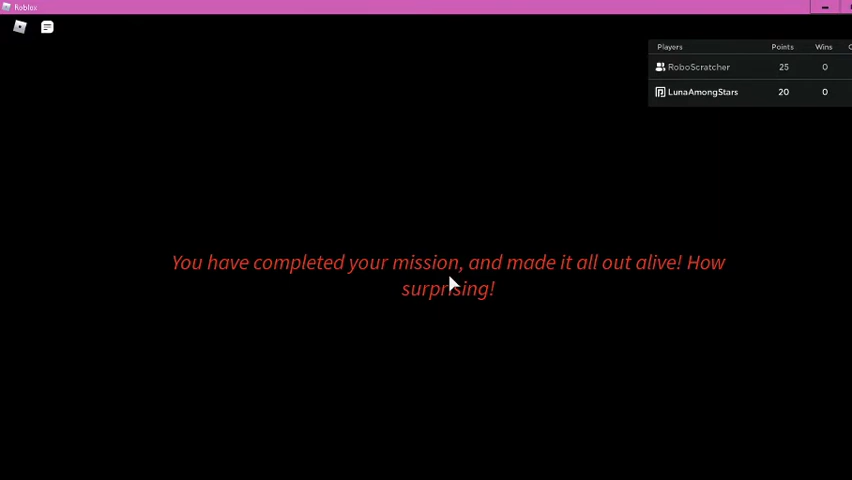 Roblox
Players Points Wins
RoboScratcher 25 0
LunaAmongStars 20 0
You have completed your mission, and made it all out alive! How
surprising!